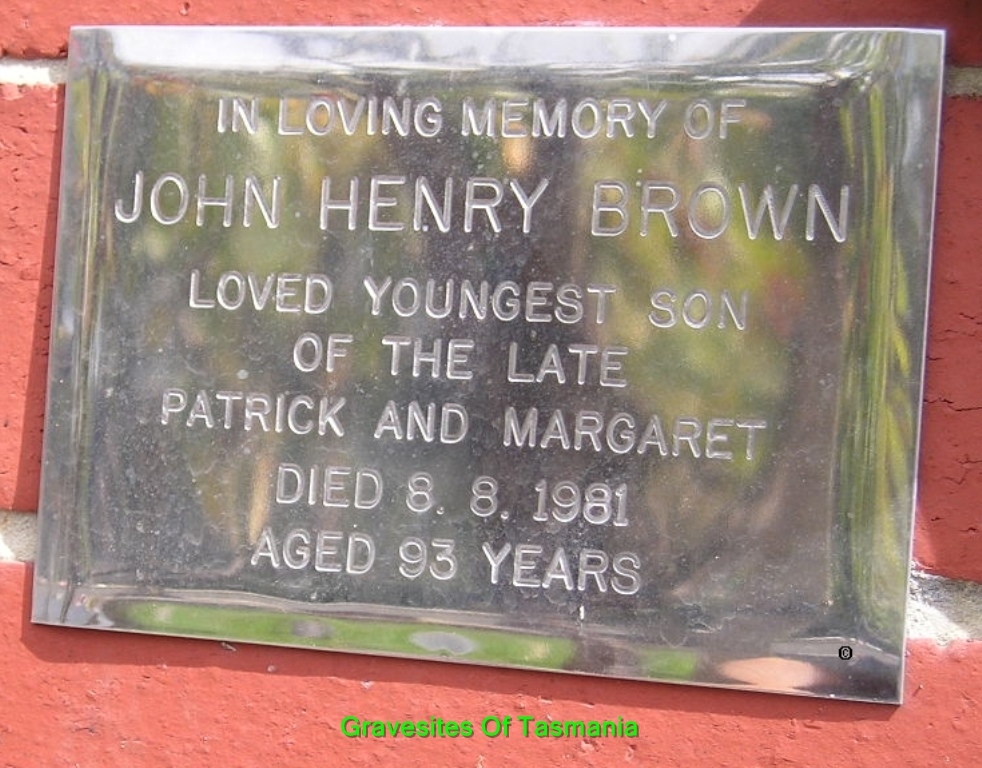 IN LOVING MEMORY OF
JOHN HENRY BROWN
LOVED YOUNGEST SON
OF THE LATE
PATRICK AND MARGARET
DIED 8. 8. 1981
AGED 93 YEARS
©
Gravesites Of Tasmania